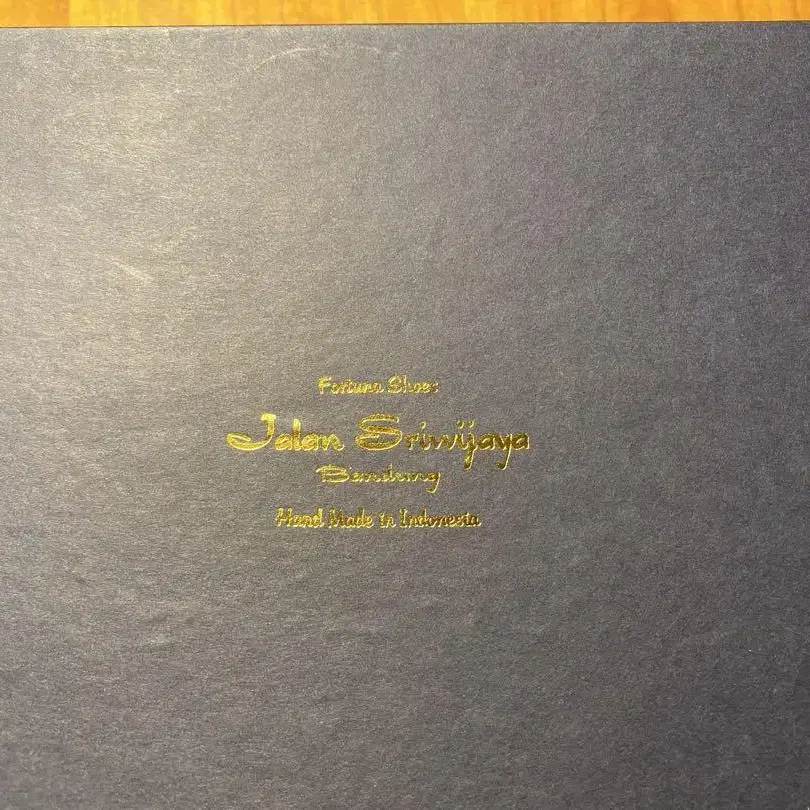 Fortuna Shoes
Jalan Sriwijaya
Bandung
Hand Made in Indonesia